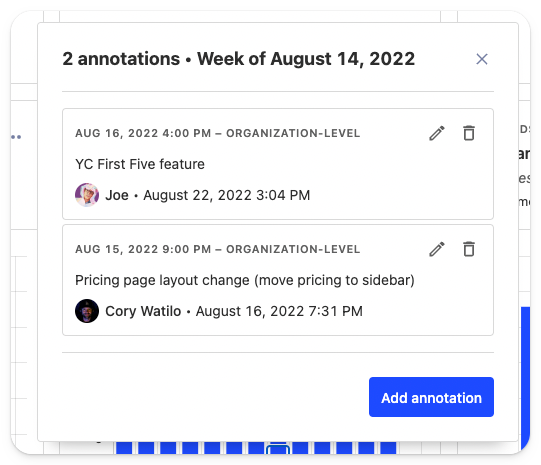 2 annotations • Week of August 14, 2022
AUG 16, 2022 4:00 PM – ORGANIZATION-LEVEL
YC First Five feature
Joe • August 22, 2022 3:04 PM
AUG 15, 2022 9:00 PM – ORGANIZATION-LEVEL
Pricing page layout change (move pricing to sidebar)
Cory Watilo • August 16, 2022 7:31 PM
Add annotation